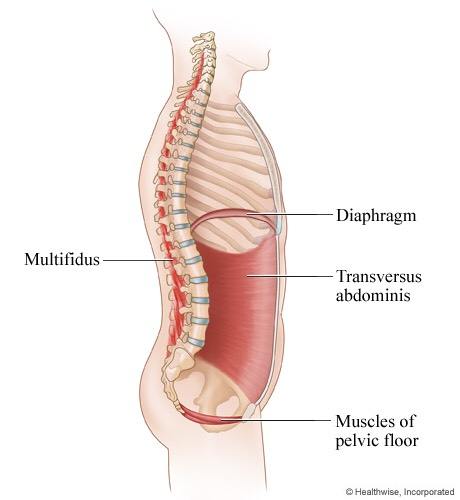 Diaphragm
Multifidus
Transversus
abdominis
Muscles of
pelvic floor
© Healthwise, Incorporated